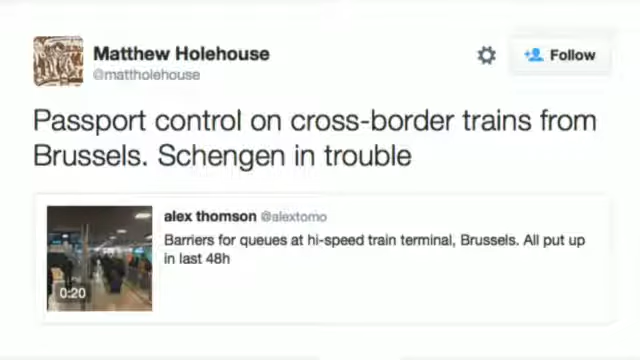 Matthew Holehouse
@mattholehouse
Follow
Passport control on cross-border trains from
Brussels. Schengen in trouble
alex thomson @alextomo
Barriers for queues at hi-speed train terminal, Brussels. All put up
in last 48h
0:20